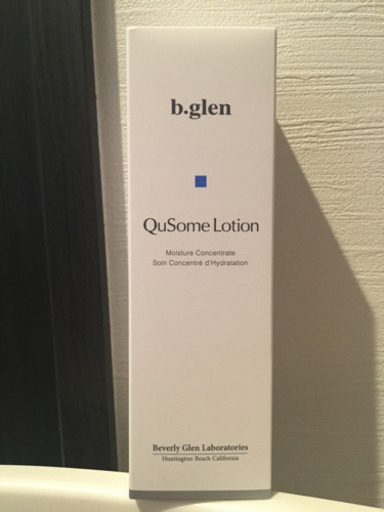 b.glen
QuSome Lotion
Moisture Concentrate
Soin Concentré d'Hydratation
Beverly Glen Laboratories
Huntington Beach California